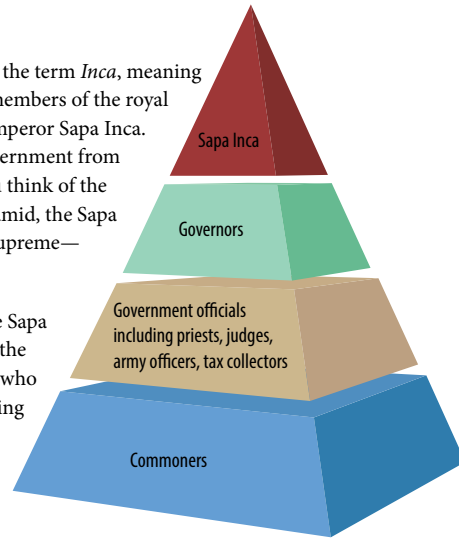 the term Inca, meaning
members of the royal
mperor Sapa Inca.
ernment from
think of the
amid, the Sapa
upreme—
Sapa
the
who
ing
Sapa Inca
Governors
Government officials
including priests, judges,
army officers, tax collectors
Commoners